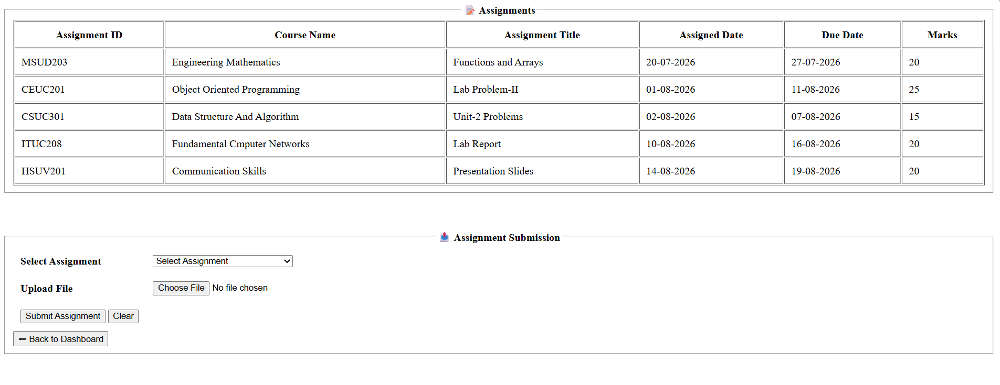 Assignments
Assignment ID Course Name Assignment Title Assigned Date Due Date Marks
MSUD203 Engineering Mathematics Functions and Arrays 20-07-2026 27-07-2026 20
CEUC201 Object Oriented Programming Lab Problem-II 01-08-2026 11-08-2026 25
CSUC301 Data Structure And Algorithm Unit-2 Problems 02-08-2026 07-08-2026 15
ITUC208 Fundamental Cmputer Networks Lab Report 10-08-2026 16-08-2026 20
HSUV201 Communication Skills Presentation Slides 14-08-2026 19-08-2026 20
Assignment Submission
Select Assignment Select Assignment
Upload File Choose File No file chosen
Submit Assignment Clear
← Back to Dashboard